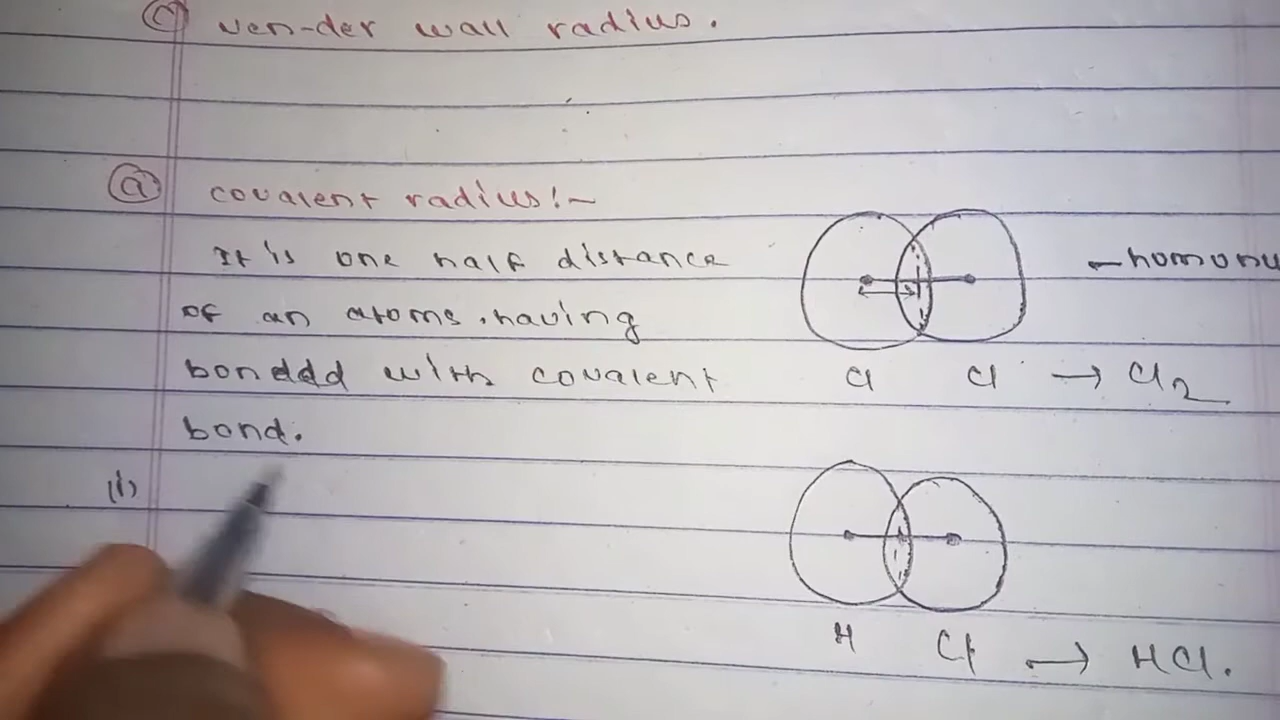 (c) ven-der wall radius.
(a) covalent radius:-
It is one half distance
of an atoms, having
bonddd with covalent
bond.
(i)
← homonu
Cl Cl → Cl2
H Cl → HCl.